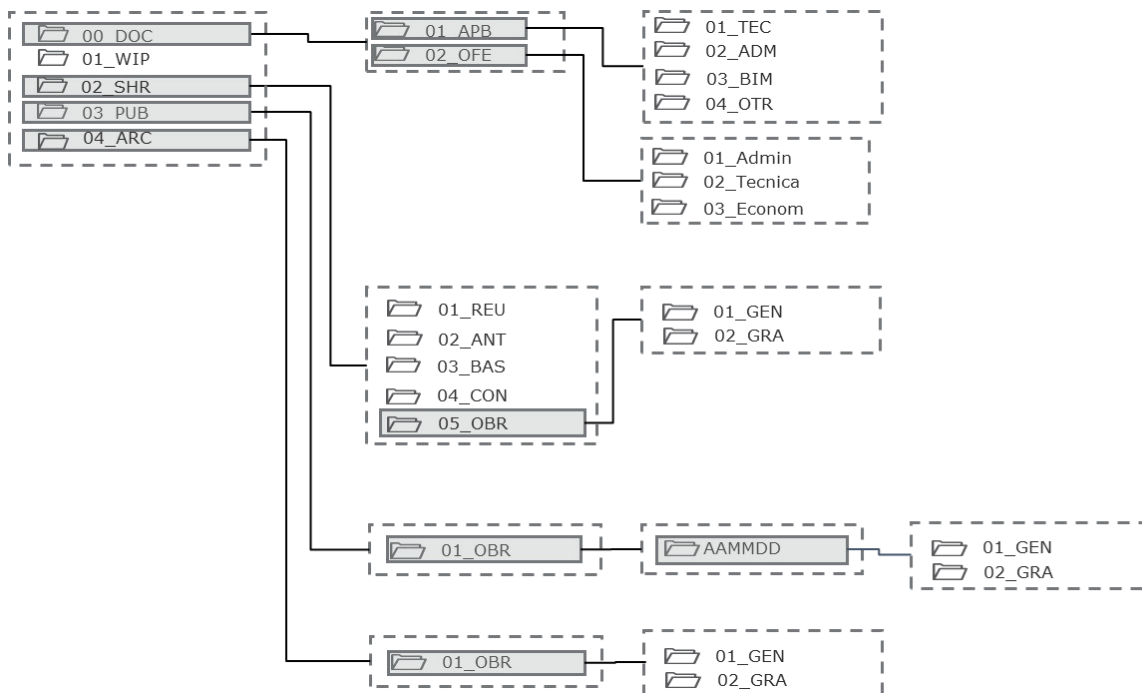 00_DOC
01_WIP
02_SHR
03_PUB
04_ARC
01_APB
02_OFE
01_TEC
02_ADM
03_BIM
04_OTR
01_Admin
02_Tecnica
03_Econom
01_REU
02_ANT
03_BAS
04_CON
05_OBR
01_GEN
02_GRA
01_OBR
AAMMDD
01_GEN
02_GRA
01_OBR
01_GEN
02_GRA